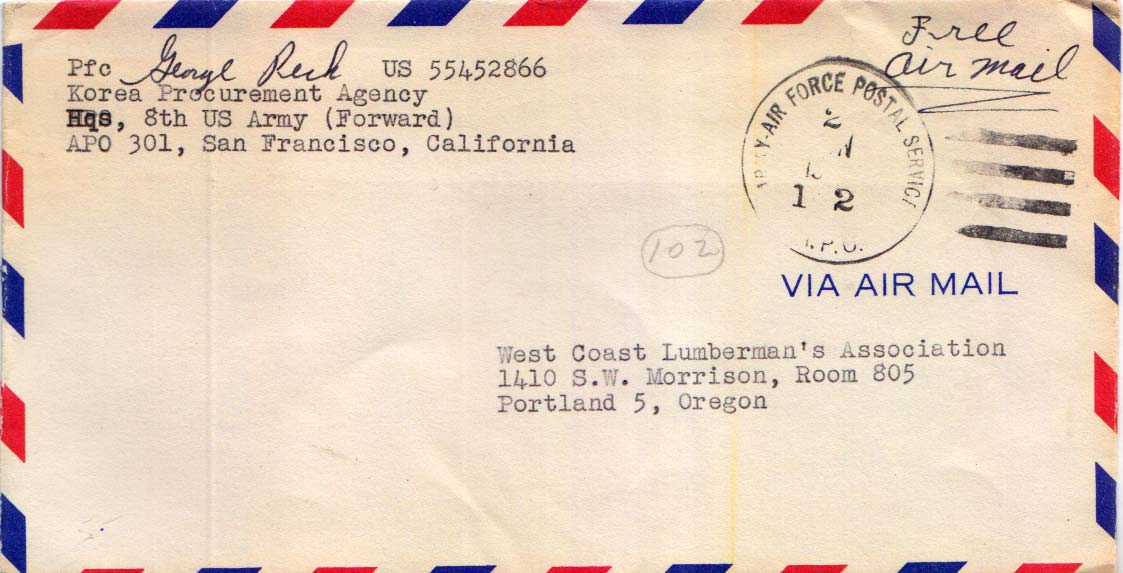 Pfc George US 55452866
Korea Procurement Agency
Hqs, 8th US Army (Forward)
APO 301, San Francisco, California
Free
Air Mail
ARMY-AIR FORCE POSTAL SERVICE
2
1 2
A.P.O.
102
VIA AIR MAIL
West Coast Lumberman's Association
1410 S.W. Morrison, Room 805
Portland 5, Oregon